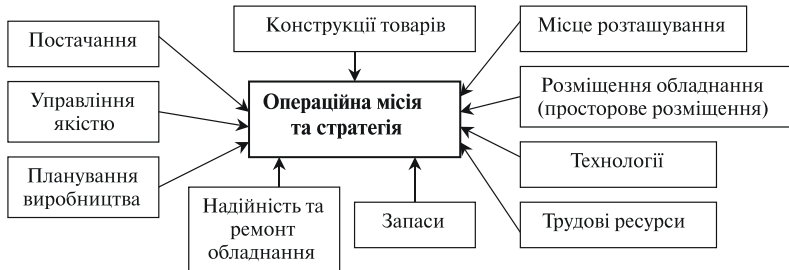 Постачання
Конструкції товарів
Місце розташування
Управління
якістю
Операційна місія
та стратегія
Розміщення обладнання
(просторове розміщення)
Планування
виробництва
Надійність та
ремонт
обладнання
Запаси
Технології
Трудові ресурси